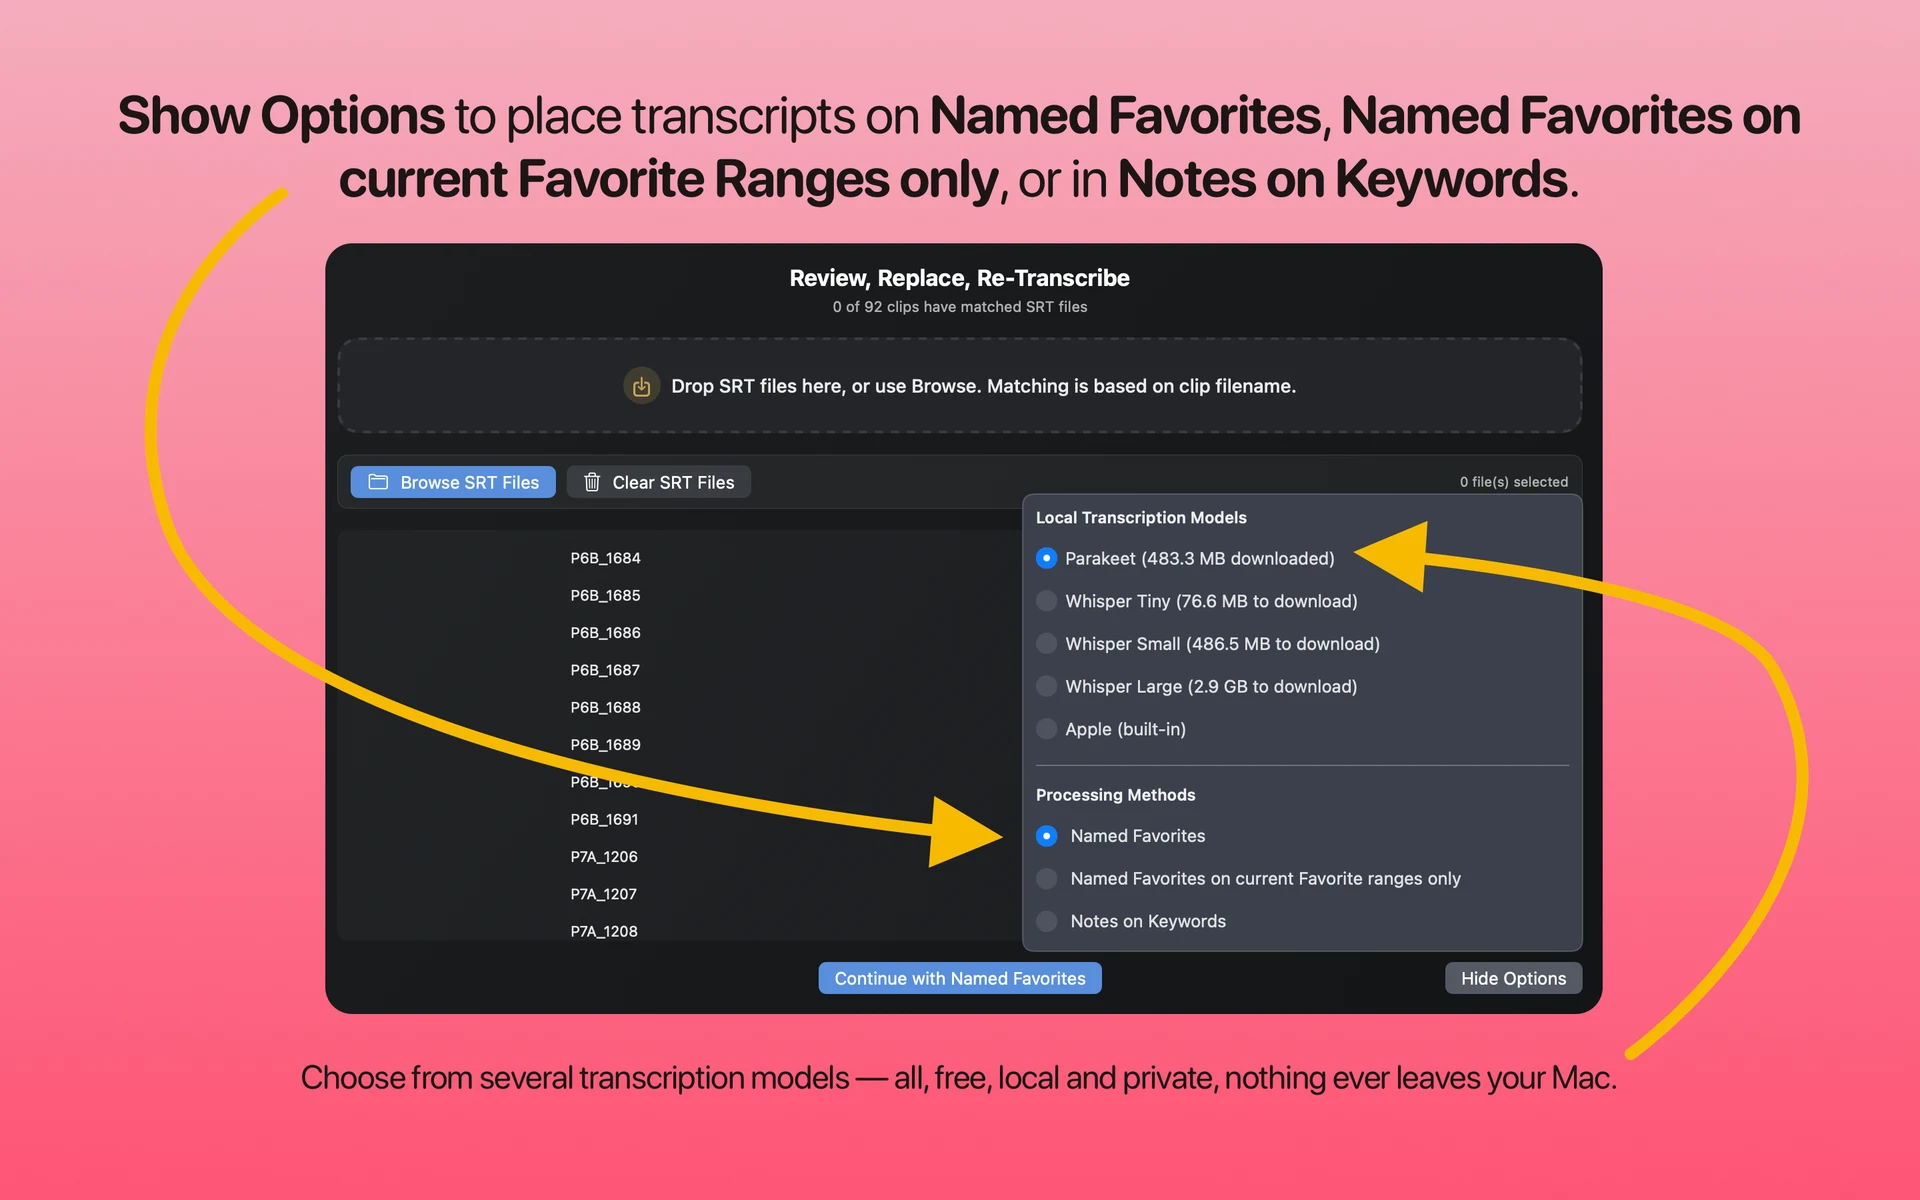 Show Options to place transcripts on Named Favorites, Named Favorites on
current Favorite Ranges only, or in Notes on Keywords.
Review, Replace, Re-Transcribe
0 of 92 clips have matched SRT files
Drop SRT files here, or use Browse. Matching is based on clip filename.
Browse SRT Files
Clear SRT Files
0 file(s) selected
P6B_1684
P6B_1685
P6B_1686
P6B_1687
P6B_1688
P6B_1689
P6B_1691
P7A_1206
P7A_1207
P7A_1208
Local Transcription Models
Parakeet (483.3 MB downloaded)
Whisper Tiny (76.6 MB to download)
Whisper Small (486.5 MB to download)
Whisper Large (2.9 GB to download)
Apple (built-in)
Processing Methods
Named Favorites
Named Favorites on current Favorite ranges only
Notes on Keywords
Continue with Named Favorites
Hide Options
Choose from several transcription models — all, free, local and private, nothing ever leaves your Mac.